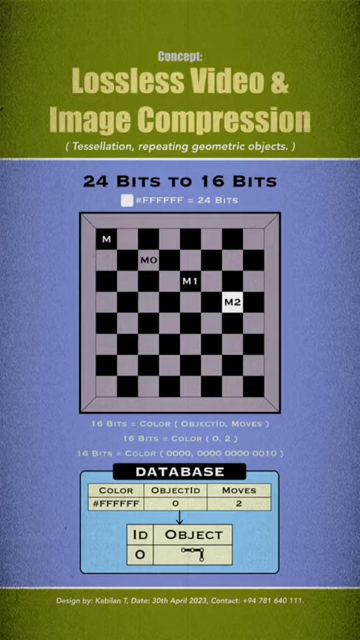 Concept:
Lossless Video &
Image Compression
( Tessellation, repeating geometric objects. )
24 Bits to 16 Bits
#FFFFFF = 24 Bits
M
M0
M1
M2
16 Bits = Color ( ObjectId, Moves )
16 Bits = Color ( 0, 2 )
16 Bits = Color ( 0000, 0000 0000 0010 )
DATABASE
Color ObjectId Moves
#FFFFFF 0 2
Id Object
0
Design by: Kabilan T, Date: 30th April 2023, Contact: +94 781 640 111.